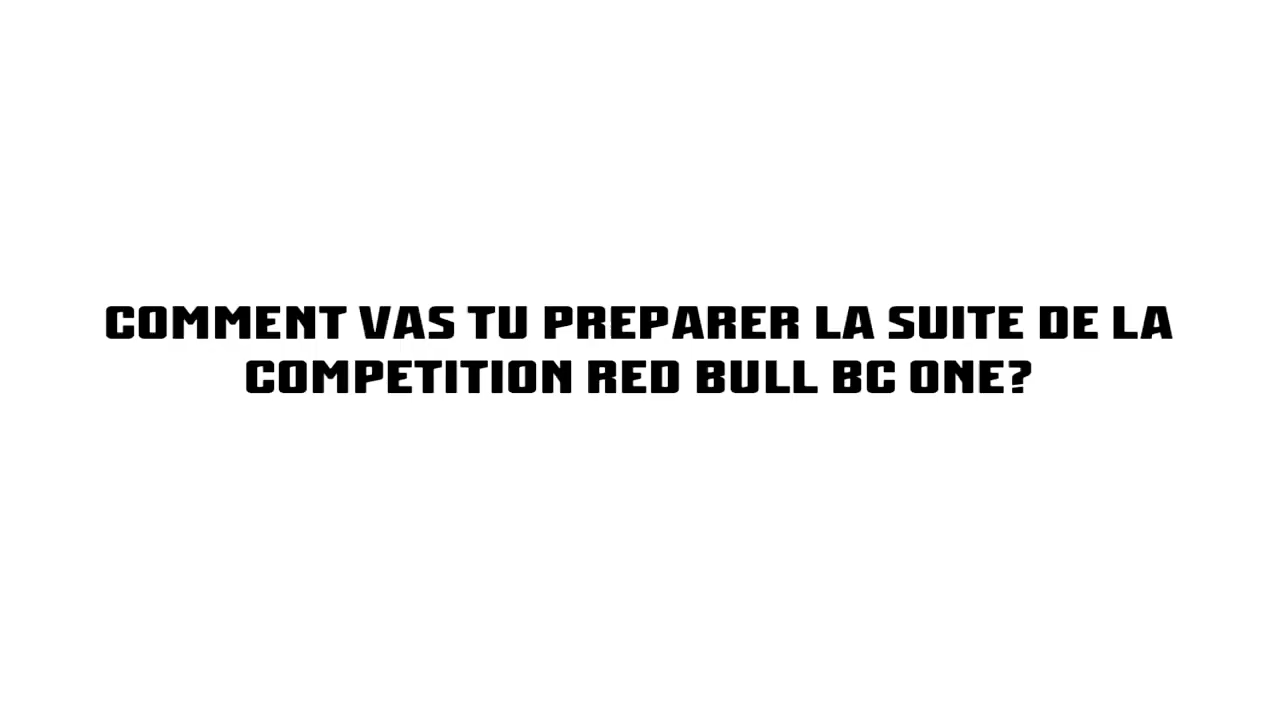 COMMENT VAS TU PREPARER LA SUITE DE LA
COMPETITION RED BULL BC ONE?